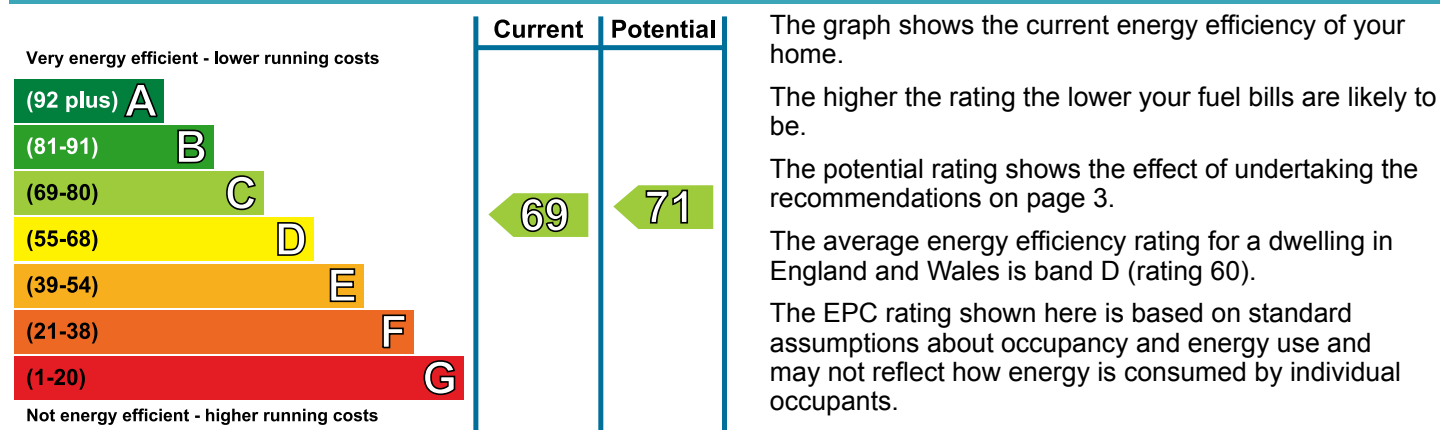 Current Potential
Very energy efficient - lower running costs
(92 plus) A
(81-91) B
(69-80) C
(55-68) D
(39-54) E
(21-38) F
(1-20) G
Not energy efficient - higher running costs
69 71
The graph shows the current energy efficiency of your
home.
The higher the rating the lower your fuel bills are likely to
be.
The potential rating shows the effect of undertaking the
recommendations on page 3.
The average energy efficiency rating for a dwelling in
England and Wales is band D (rating 60).
The EPC rating shown here is based on standard
assumptions about occupancy and energy use and
may not reflect how energy is consumed by individual
occupants.